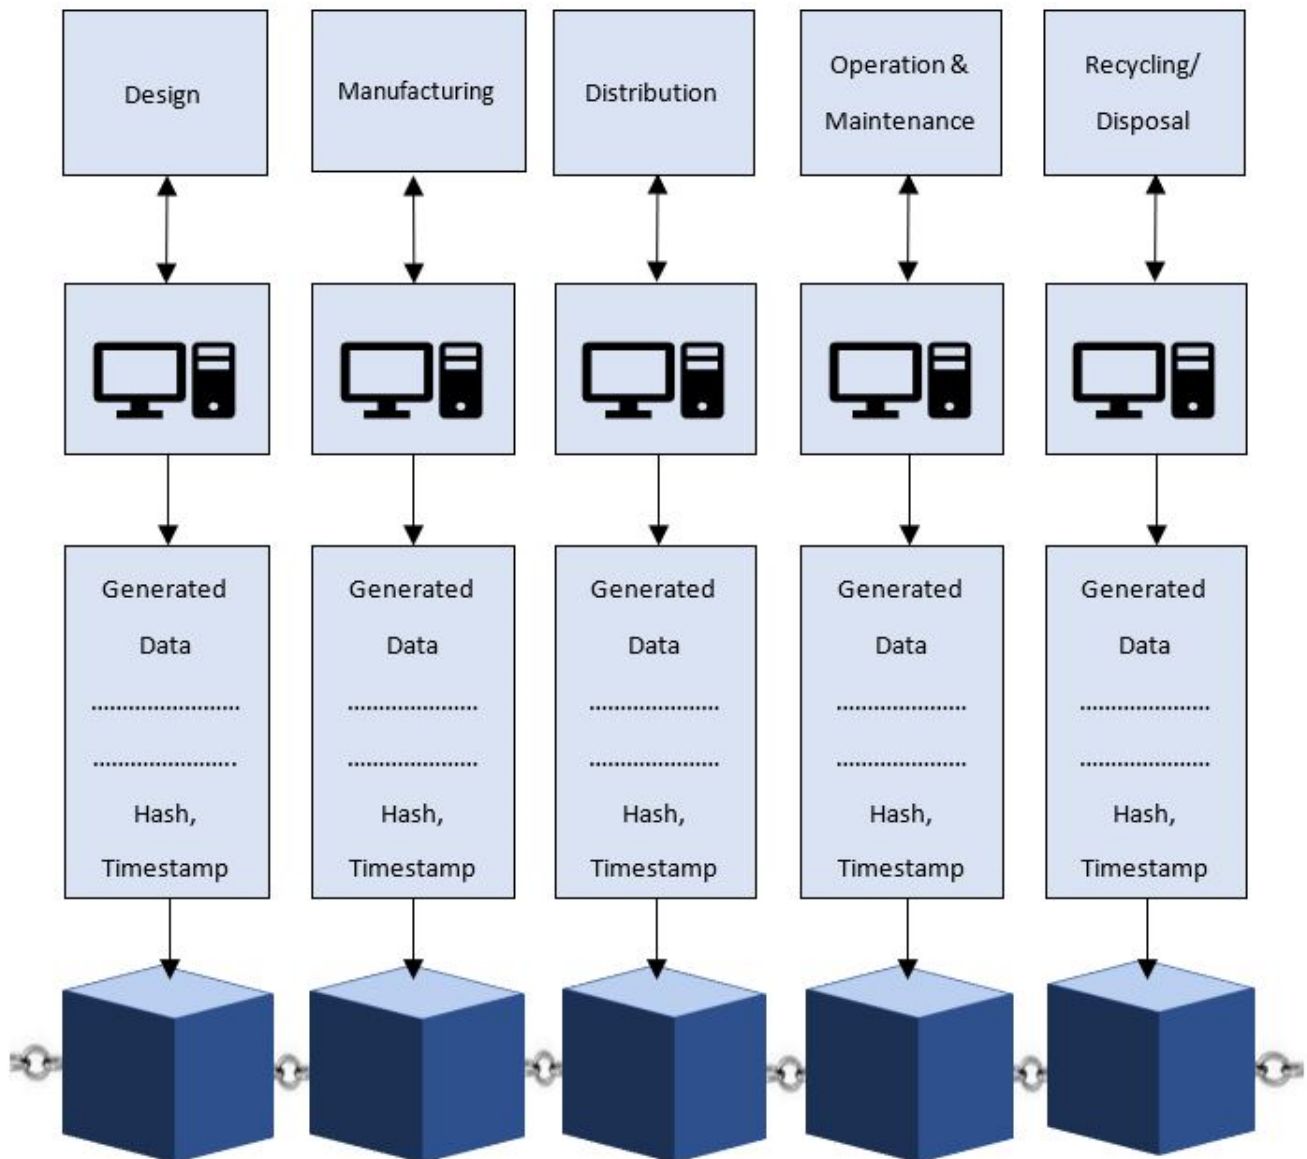 Design
Manufacturing
Distribution
Operation &
Maintenance
Recycling/
Disposal
Generated
Data
........................
.......................
Hash,
Timestamp
Generated
Data
.....................
.....................
Hash,
Timestamp
Generated
Data
.....................
.....................
Hash,
Timestamp
Generated
Data
.....................
.....................
Hash,
Timestamp
Generated
Data
.....................
.....................
Hash,
Timestamp